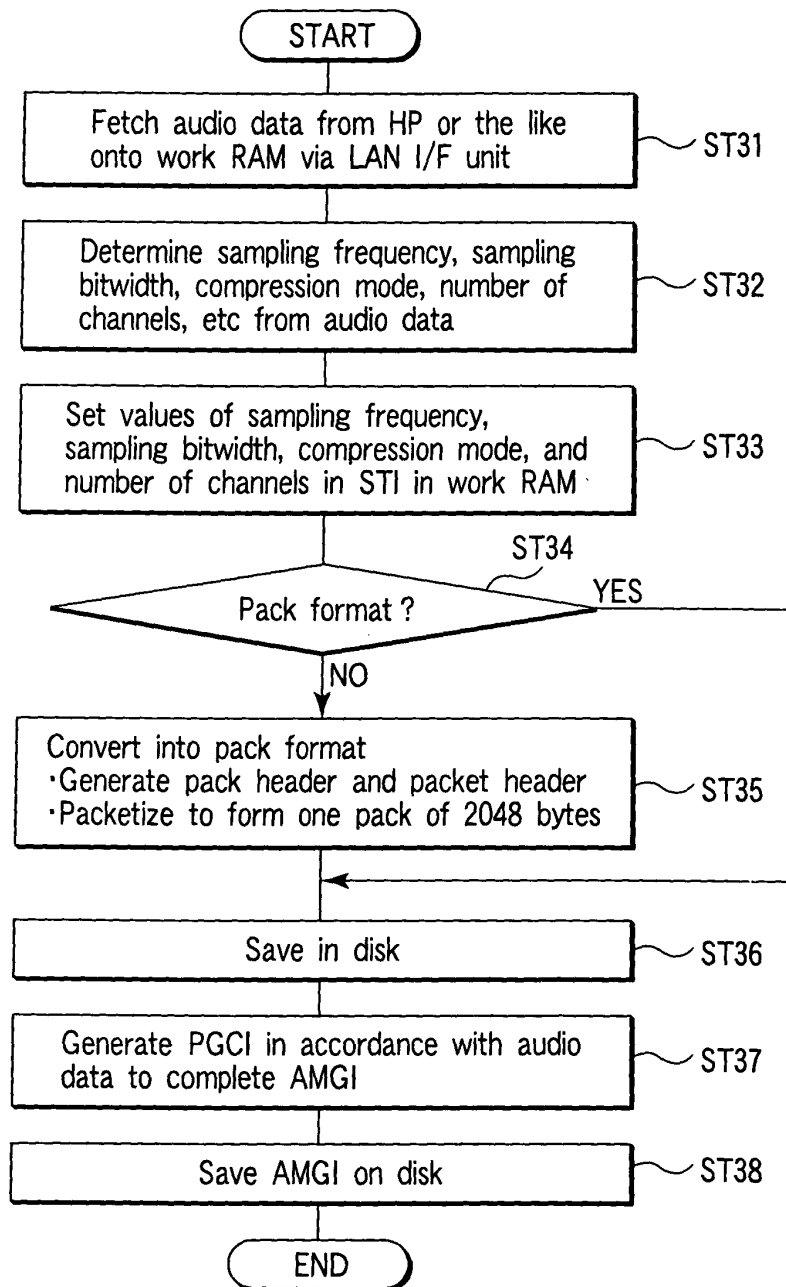 START
Fetch audio data from HP or the like
onto work RAM via LAN I/F unit
ST31
Determine sampling frequency, sampling
bitwidth, compression mode, number of
channels, etc from audio data
ST32
Set values of sampling frequency,
sampling bitwidth, compression mode, and
number of channels in STI in work RAM
ST33
ST34
Pack format ?
YES
NO
Convert into pack format
·Generate pack header and packet header
·Packetize to form one pack of 2048 bytes
ST35
Save in disk
ST36
Generate PGCI in accordance with audio
data to complete AMGI
ST37
Save AMGI on disk
ST38
END